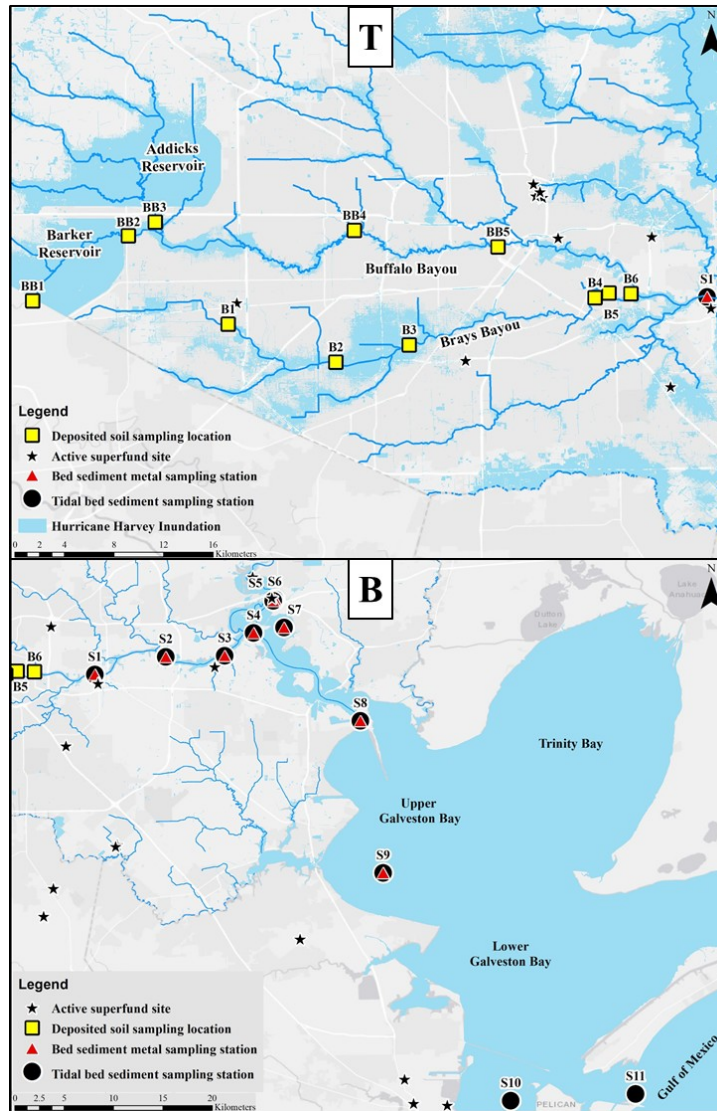 T
N
Addicks
Reservoir
BB3
BB2
Barker
Reservoir
BB4
BB5
Buffalo Bayou
BB1
B1
B4
B6
S1
B5
B3
Brays Bayou
B2
Legend
Deposited soil sampling location
Active superfund site
Bed sediment metal sampling station
Tidal bed sediment sampling station
Hurricane Harvey Inundation
0 2 4 8 12 16
Kilometers
B
N
Lake
Anahuac
Dutton
Lake
S5
S6
S7
S4
S3
S2
S1
B6
B5
S8
Trinity Bay
Upper
Galveston Bay
S9
Lower
Galveston Bay
Legend
Active superfund site
Deposited soil sampling location
Bed sediment metal sampling station
Tidal bed sediment sampling station
Gulf of Mexico
S10
S11
PELICAN
0 2.5 5 10 15 20
Kilometers